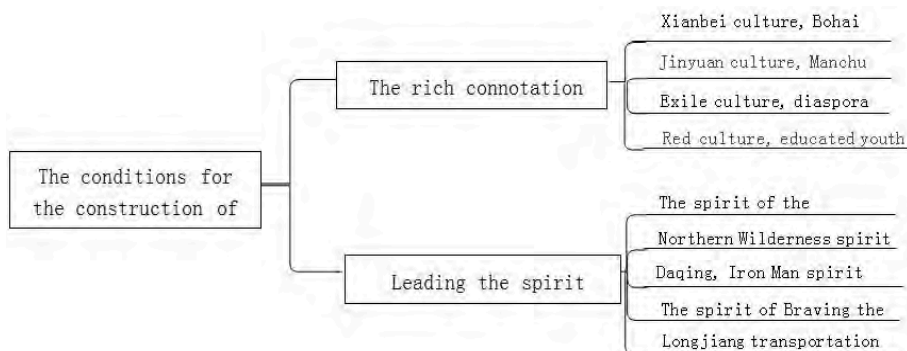 The conditions for
the construction of
The rich connotation
Xianbei culture, Bohai
Jinyuan culture, Manchu
Exile culture, diaspora
Red culture, educated youth
Leading the spirit
The spirit of the
Northern Wilderness spirit
Daqing, Iron Man spirit
The spirit of Braving the
Longjiang transportation